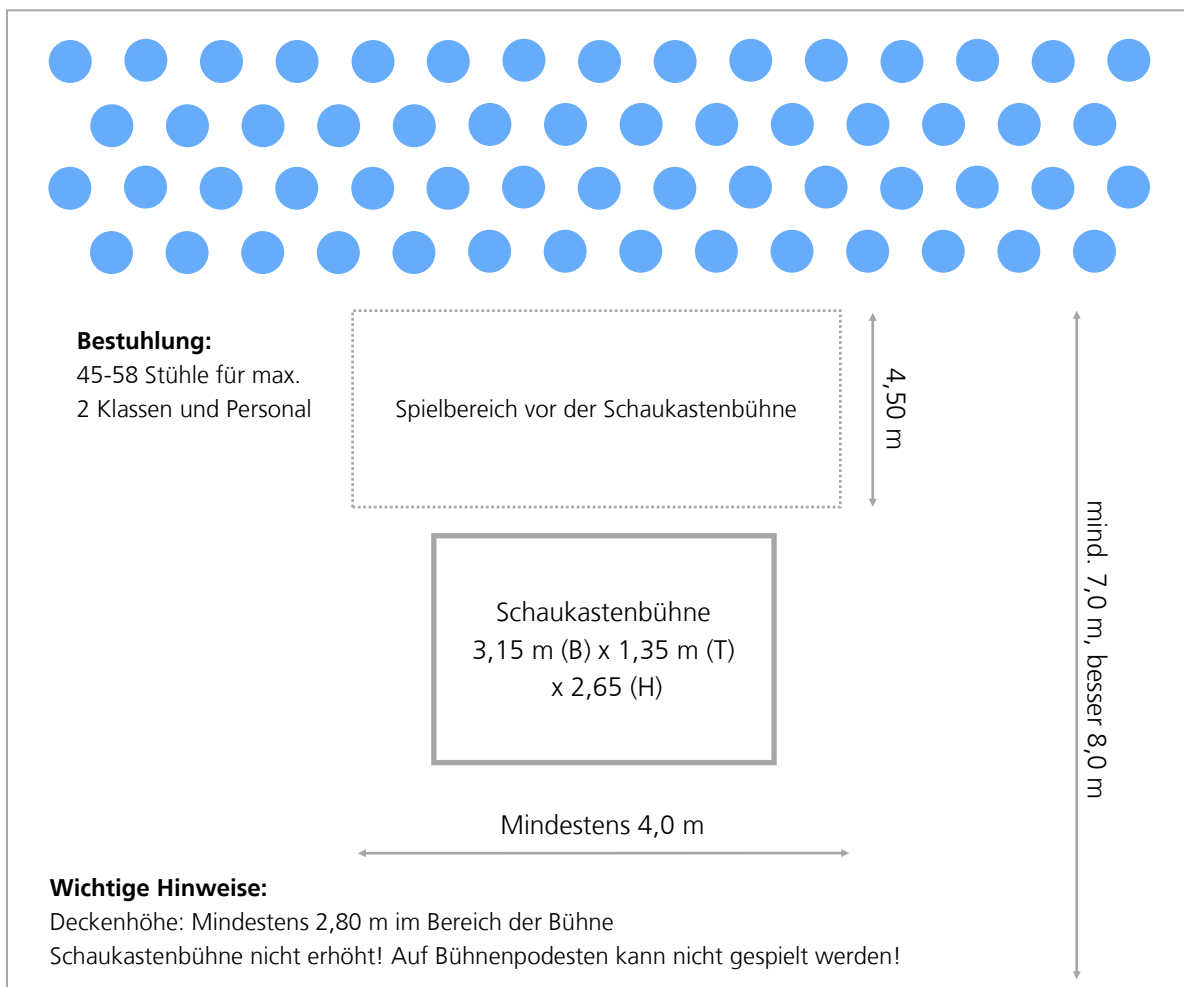 Bestuhlung:
45-58 Stühle für max.
2 Klassen und Personal
Spielbereich vor der Schaukastenbühne
4,50 m
mind. 7,0 m, besser 8,0 m
Schaukastenbühne
3,15 m (B) x 1,35 m (T)
x 2,65 (H)
Mindestens 4,0 m
Wichtige Hinweise:
Deckenhöhe: Mindestens 2,80 m im Bereich der Bühne
Schaukastenbühne nicht erhöht! Auf Bühnenpodesten kann nicht gespielt werden!